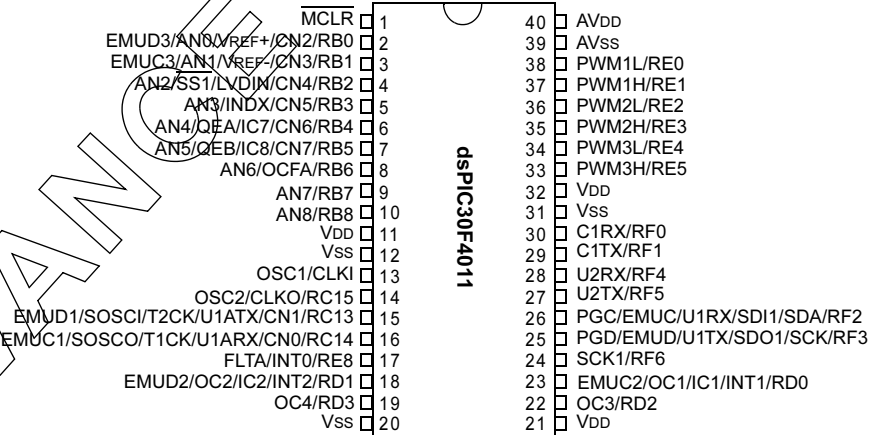 MCLR 1
EMUD3/AN0/VREF+/CN2/RB0 2
EMUC3/AN1/VREF-/CN3/RB1 3
AN2/SS1/LVDIN/CN4/RB2 4
AN3/INDX/CN5/RB3 5
AN4/QEA/IC7/CN6/RB4 6
AN5/QEB/IC8/CN7/RB5 7
AN6/OCFA/RB6 8
AN7/RB7 9
AN8/RB8 10
VDD 11
VSS 12
OSC1/CLKI 13
OSC2/CLKO/RC15 14
EMUD1/SOSCI/T2CK/U1ATX/CN1/RC13 15
EMUC1/SOSCO/T1CK/U1ARX/CN0/RC14 16
FLTA/INT0/RE8 17
EMUD2/OC2/IC2/INT2/RD1 18
OC4/RD3 19
VSS 20
dsPIC30F4011
40 AVDD
39 AVSS
38 PWM1L/RE0
37 PWM1H/RE1
36 PWM2L/RE2
35 PWM2H/RE3
34 PWM3L/RE4
33 PWM3H/RE5
32 VDD
31 VSS
30 C1RX/RF0
29 C1TX/RF1
28 U2RX/RF4
27 U2TX/RF5
26 PGC/EMUC/U1RX/SDI1/SDA/RF2
25 PGD/EMUD/U1TX/SDO1/SCK/RF3
24 SCK1/RF6
23 EMUC2/OC1/IC1/INT1/RD0
22 OC3/RD2
21 VDD
ANCE